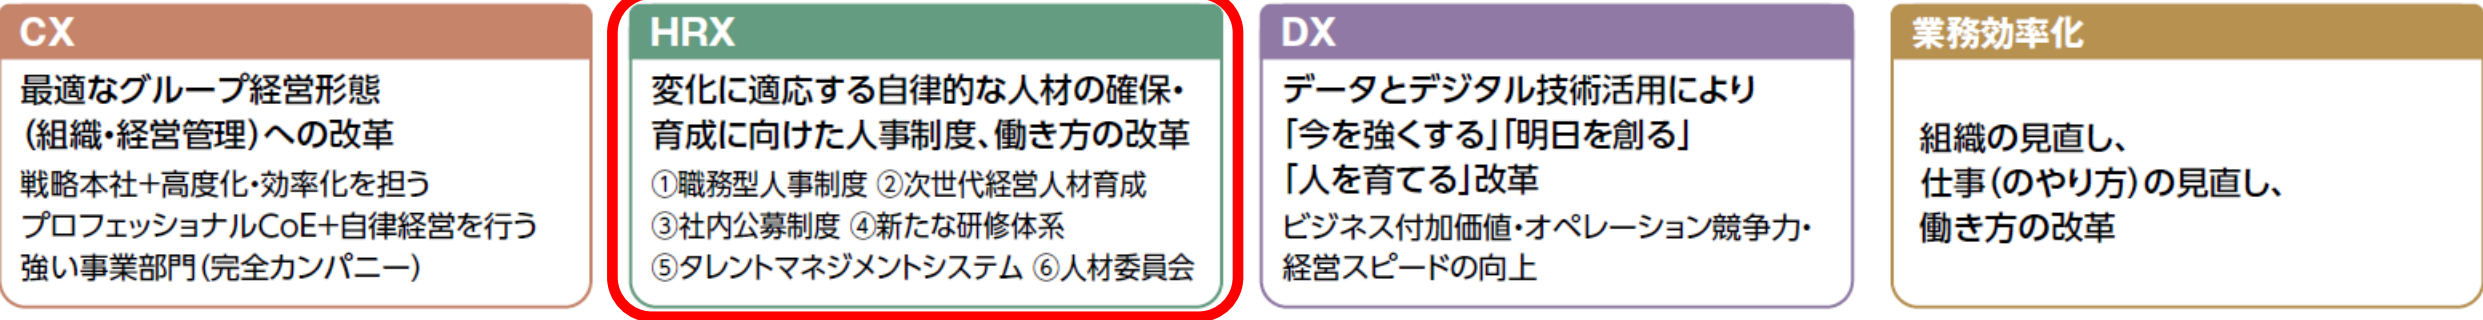 CX
最適なグループ経営形態
(組織・経営管理)への改革
戦略本社+高度化・効率化を担う
プロフェッショナルCoE+自律経営を行う
強い事業部門(完全カンパニー)
HRX
変化に適応する自律的な人材の確保・
育成に向けた人事制度、働き方の改革
①職務型人事制度 ②次世代経営人材育成
③社内公募制度 ④新たな研修体系
⑤タレントマネジメントシステム ⑥人材委員会
DX
データとデジタル技術活用により
「今を強くする」「明日を創る」
「人を育てる」改革
ビジネス付加価値・オペレーション競争力・
経営スピードの向上
業務効率化
組織の見直し、
仕事(のやり方)の見直し、
働き方の改革